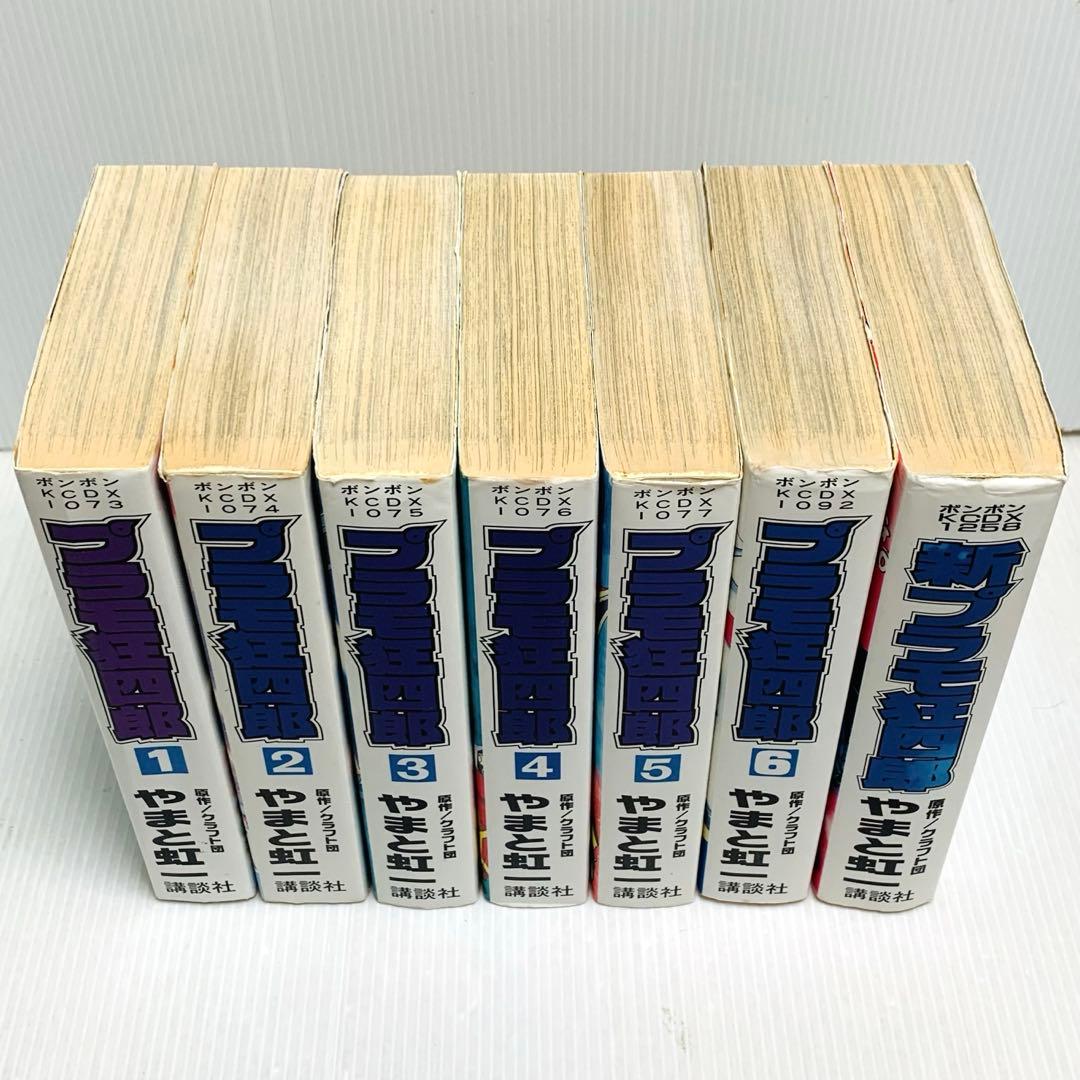 ボンボン
KCDX
1073
プラモ狂四郎
1
原作/クラフト団
やまと虹一
講談社
ボンボン
KCDX
1074
プラモ狂四郎
2
原作/クラフト団
やまと虹一
講談社
ボンボン
KCDX
1075
プラモ狂四郎
3
原作/クラフト団
やまと虹一
講談社
ボンボン
KCDX
1076
プラモ狂四郎
4
原作/クラフト団
やまと虹一
講談社
ボンボン
KCDX
1077
プラモ狂四郎
5
原作/クラフト団
やまと虹一
講談社
ボンボン
KCDX
1092
プラモ狂四郎
6
原作/クラフト団
やまと虹一
講談社
ボンボン
KCDX
1256
新プラモ狂四郎
原作/クラフト団
やまと虹一
講談社